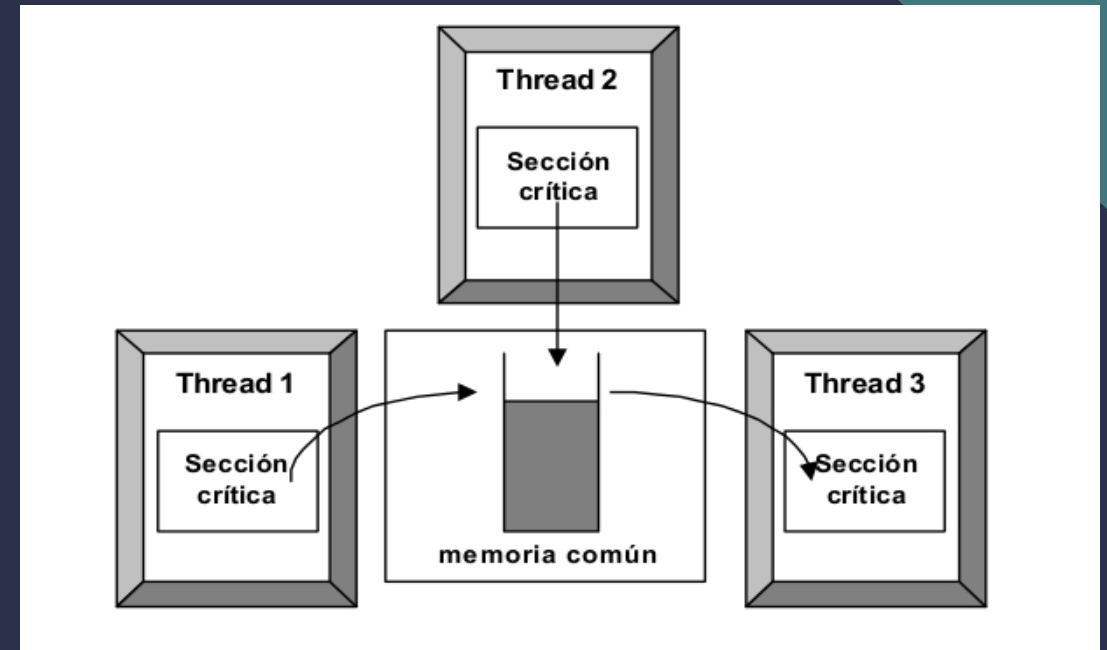 Thread 2
Sección
crítica
Thread 1
Sección
crítica
memoria común
Thread 3
Sección
crítica